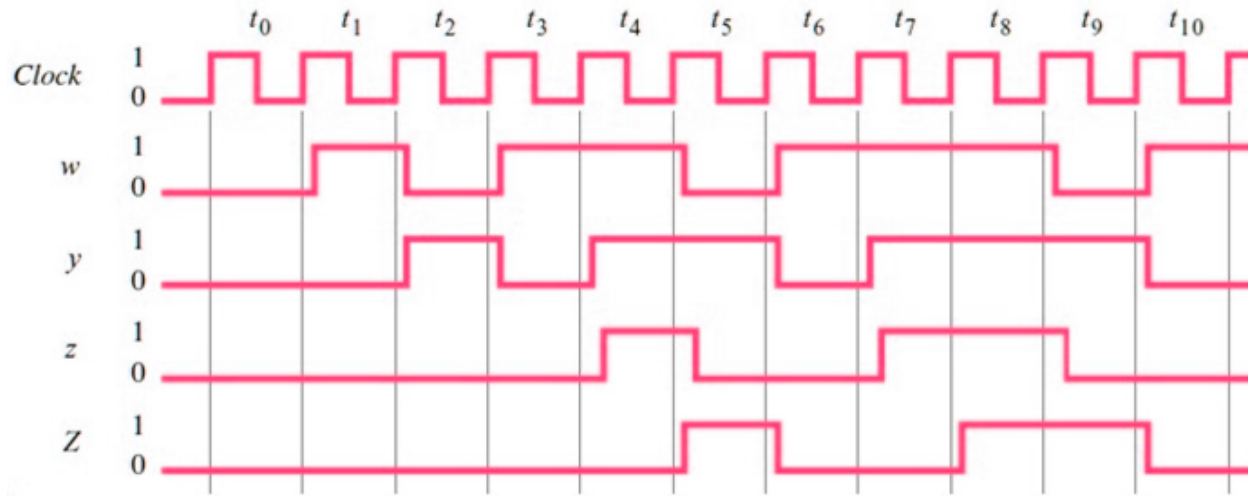 t₀ t₁ t₂ t₃ t₄ t₅ t₆ t₇ t₈ t₉ t₁₀
Clock 1 0
w 1 0
y 1 0
z 1 0
Z 1 0